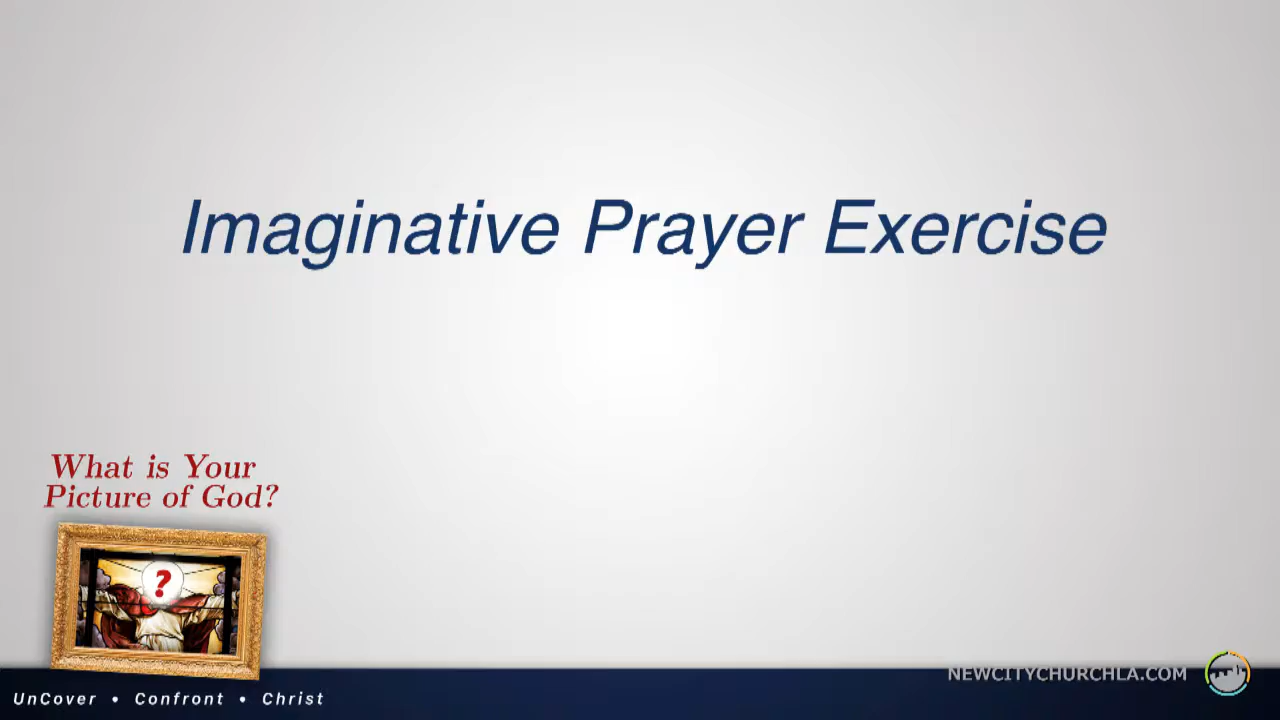 Imaginative Prayer Exercise
What is Your
Picture of God?
?
NEWCITYCHURCHLA.COM
UnCover • Confront • Christ